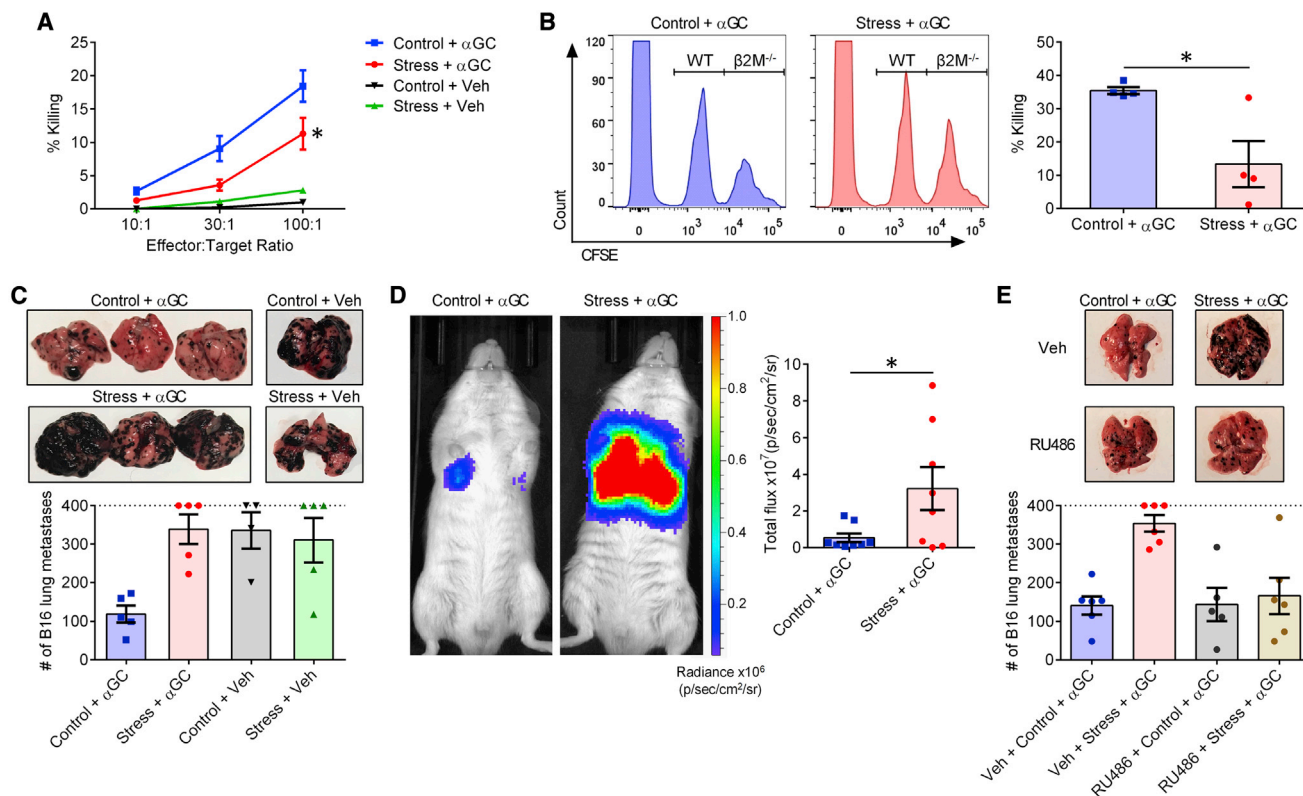 A
% Killing
25
20
15
10
5
0
10:1 30:1 100:1
Effector:Target Ratio
*
Control + αGC
Stress + αGC
Control + Veh
Stress + Veh
B
Control + αGC
Stress + αGC
Count
120
90
60
30
0
WT β2M-/-
WT β2M-/-
0 10³ 10⁴ 10⁵
0 10³ 10⁴ 10⁵
CFSE
% Killing
50
40
30
20
10
0
*
Control + αGC Stress + αGC
C
Control + αGC
Control + Veh
Stress + αGC
Stress + Veh
# of B16 lung metastases
400
300
200
100
0
Control + αGC
Stress + αGC
Control + Veh
Stress + Veh
D
Control + αGC
Stress + αGC
1.0
0.8
0.6
0.4
0.2
Radiance x10⁶
(p/sec/cm²/sr)
Total flux x10⁷(p/sec/cm²/sr)
10
8
6
4
2
0
*
Control + αGC
Stress + αGC
E
Control + αGC
Stress + αGC
Veh
RU486
# of B16 lung metastases
400
300
200
100
0
Veh + Control + αGC
Veh + Stress + αGC
RU486 + Control + αGC
RU486 + Stress + αGC